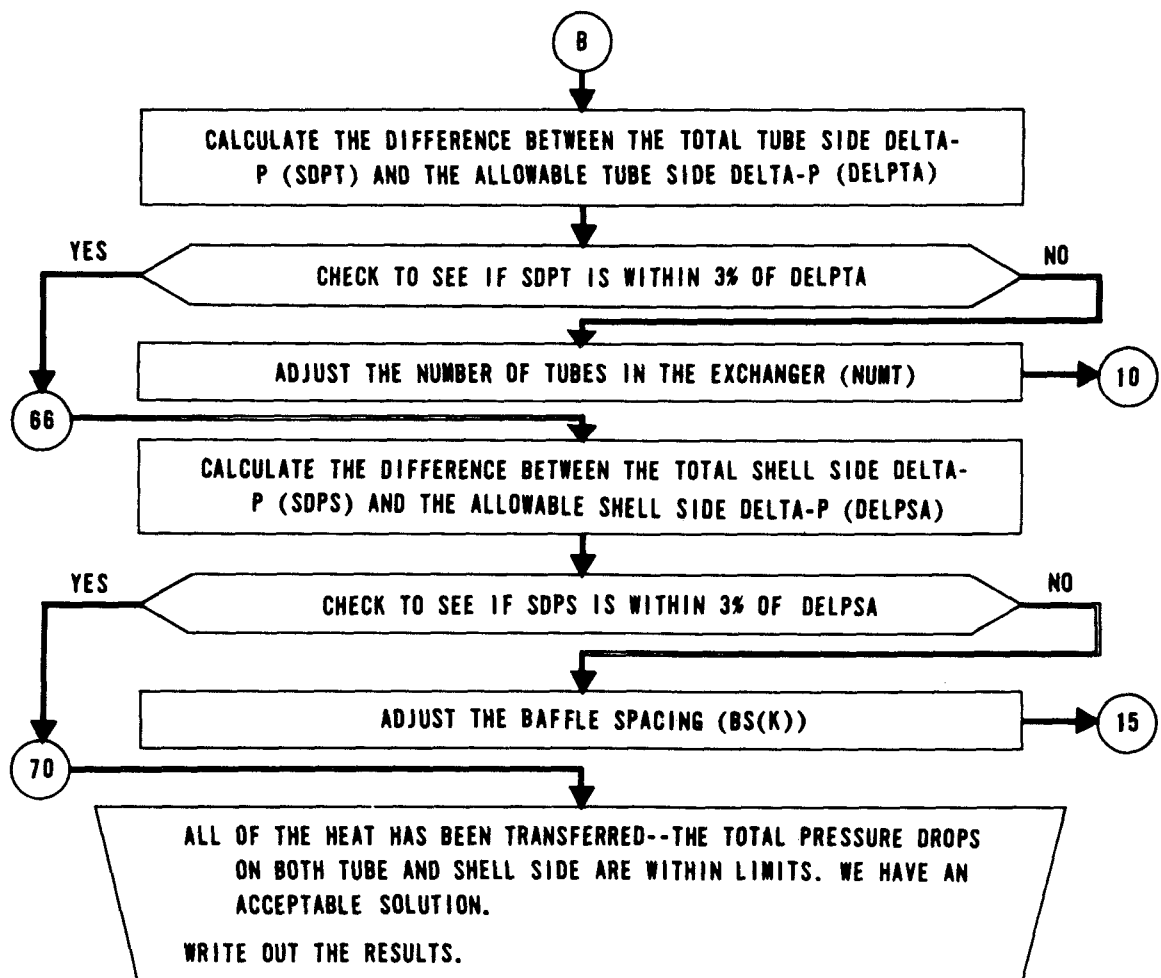 B
CALCULATE THE DIFFERENCE BETWEEN THE TOTAL TUBE SIDE DELTA-
P (SDPT) AND THE ALLOWABLE TUBE SIDE DELTA-P (DELPTA)
YES
CHECK TO SEE IF SDPT IS WITHIN 3% OF DELPTA
NO
ADJUST THE NUMBER OF TUBES IN THE EXCHANGER (NUMT)
10
66
CALCULATE THE DIFFERENCE BETWEEN THE TOTAL SHELL SIDE DELTA-
P (SDPS) AND THE ALLOWABLE SHELL SIDE DELTA-P (DELPSA)
YES
CHECK TO SEE IF SDPS IS WITHIN 3% OF DELPSA
NO
ADJUST THE BAFFLE SPACING (BS(K))
15
70
ALL OF THE HEAT HAS BEEN TRANSFERRED--THE TOTAL PRESSURE DROPS
ON BOTH TUBE AND SHELL SIDE ARE WITHIN LIMITS. WE HAVE AN
ACCEPTABLE SOLUTION.
WRITE OUT THE RESULTS.